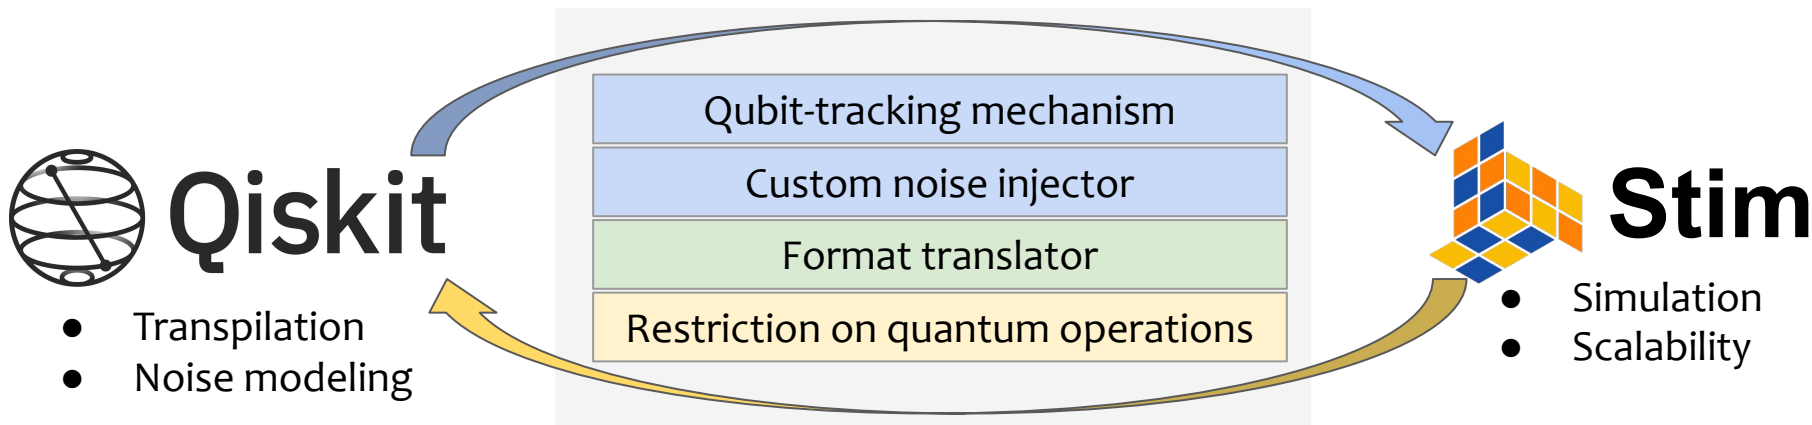 Qubit-tracking mechanism
Custom noise injector
Format translator
Restriction on quantum operations
Qiskit
● Transpilation
● Noise modeling
Stim
● Simulation
● Scalability